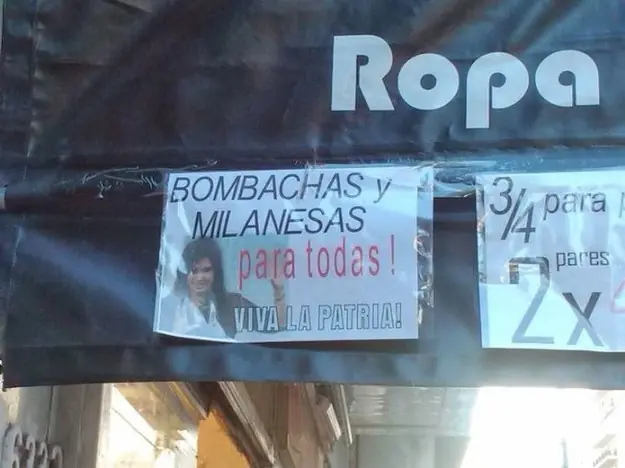 Ropa
BOMBACHAS y
MILANESAS
para todas!
VIVA LA PATRIA!
3/4 para
pares
2x